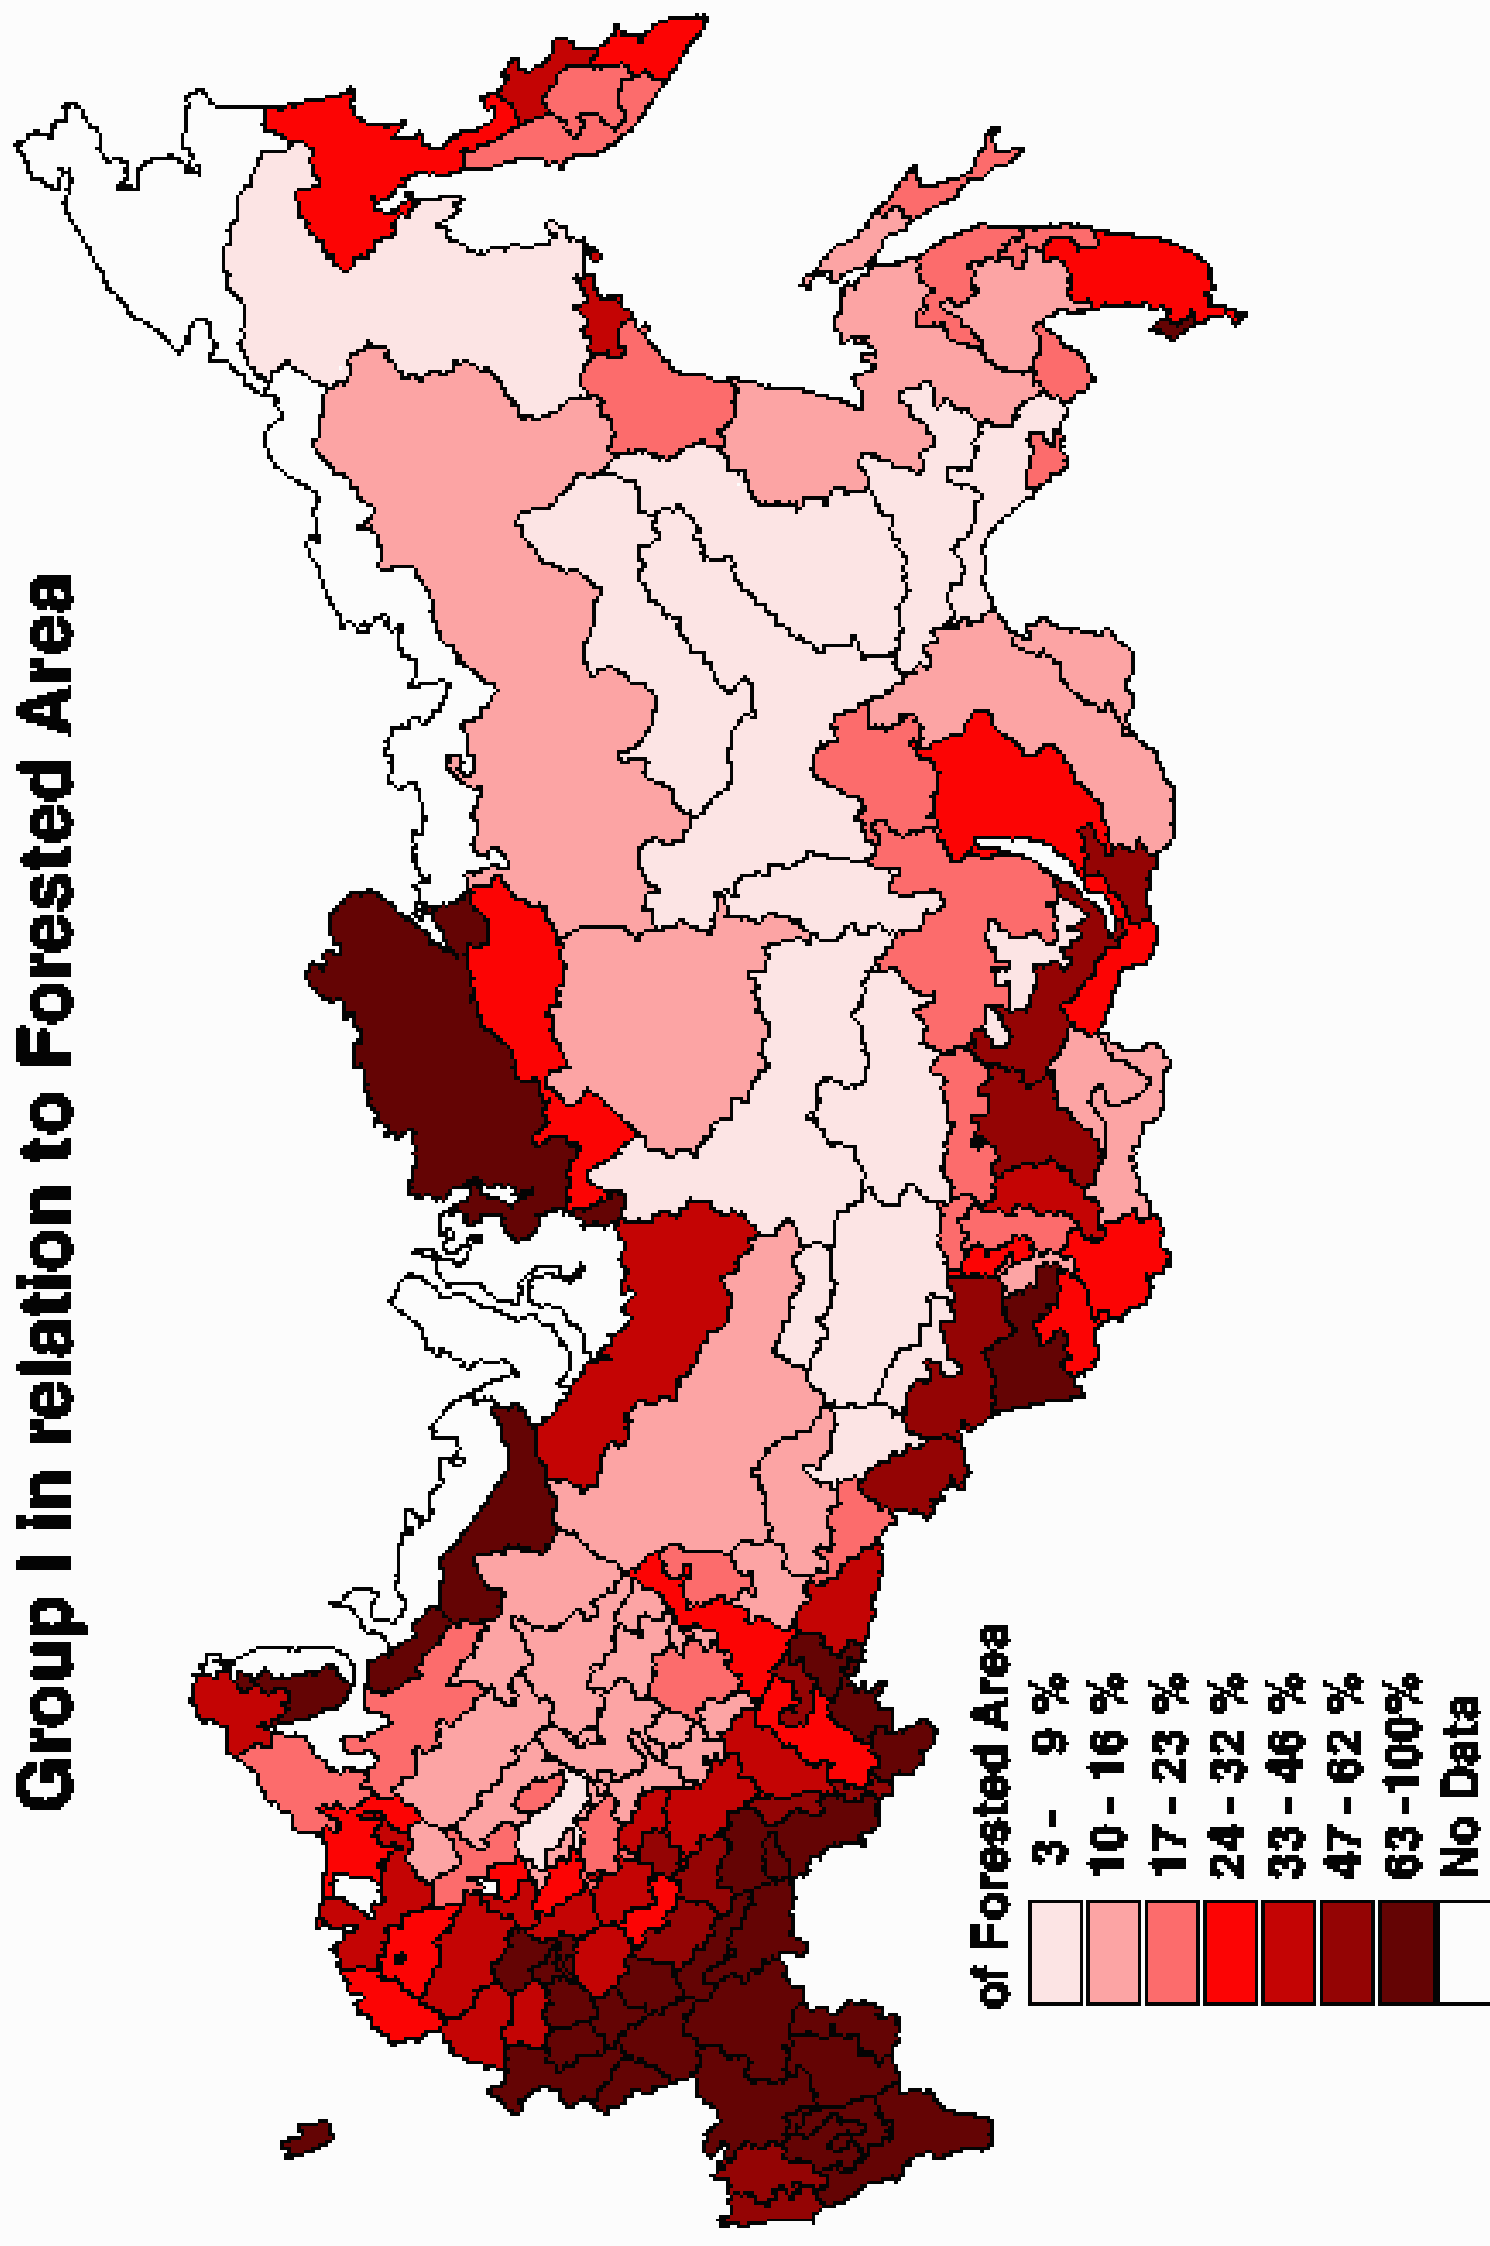 Group I in relation to Forested Area
of Forested Area
3 - 9 %
10 - 16 %
17 - 23 %
24 - 32 %
33 - 46 %
47 - 62 %
63 -100%
No Data